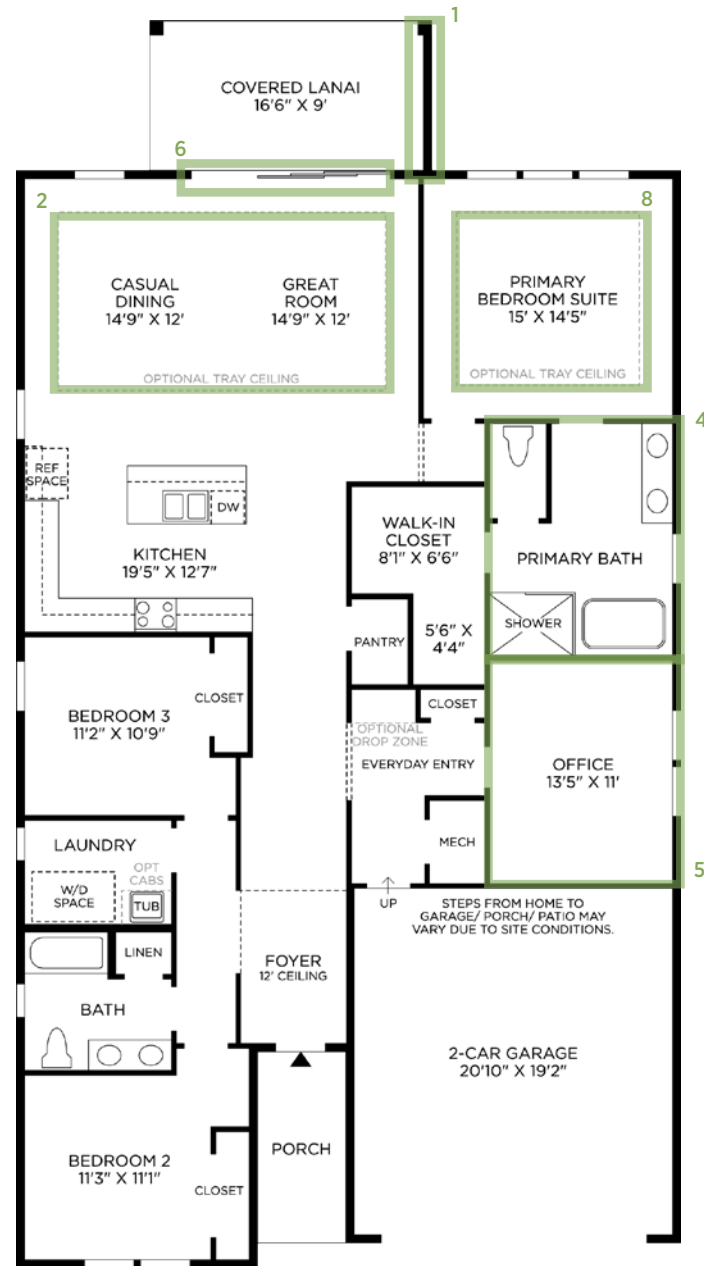 1
COVERED LANAI
16'6" X 9'
6
2
8
CASUAL
DINING
14'9" X 12'
GREAT
ROOM
14'9" X 12'
OPTIONAL TRAY CEILING
PRIMARY
BEDROOM SUITE
15' X 14'5"
OPTIONAL TRAY CEILING
4
REF
SPACE
DW
KITCHEN
19'5" X 12'7"
WALK-IN
CLOSET
8'1" X 6'6"
PRIMARY BATH
SHOWER
PANTRY
5'6" X
4'4"
BEDROOM 3
11'2" X 10'9"
CLOSET
CLOSET
OPTIONAL
DROP ZONE
EVERYDAY ENTRY
OFFICE
13'5" X 11'
MECH
LAUNDRY
OPT
CABS
W/D
SPACE
TUB
5
UP
STEPS FROM HOME TO
GARAGE/ PORCH/ PATIO MAY
VARY DUE TO SITE CONDITIONS.
LINEN
BATH
FOYER
12' CEILING
2-CAR GARAGE
20'10" X 19'2"
PORCH
BEDROOM 2
11'3" X 11'1"
CLOSET